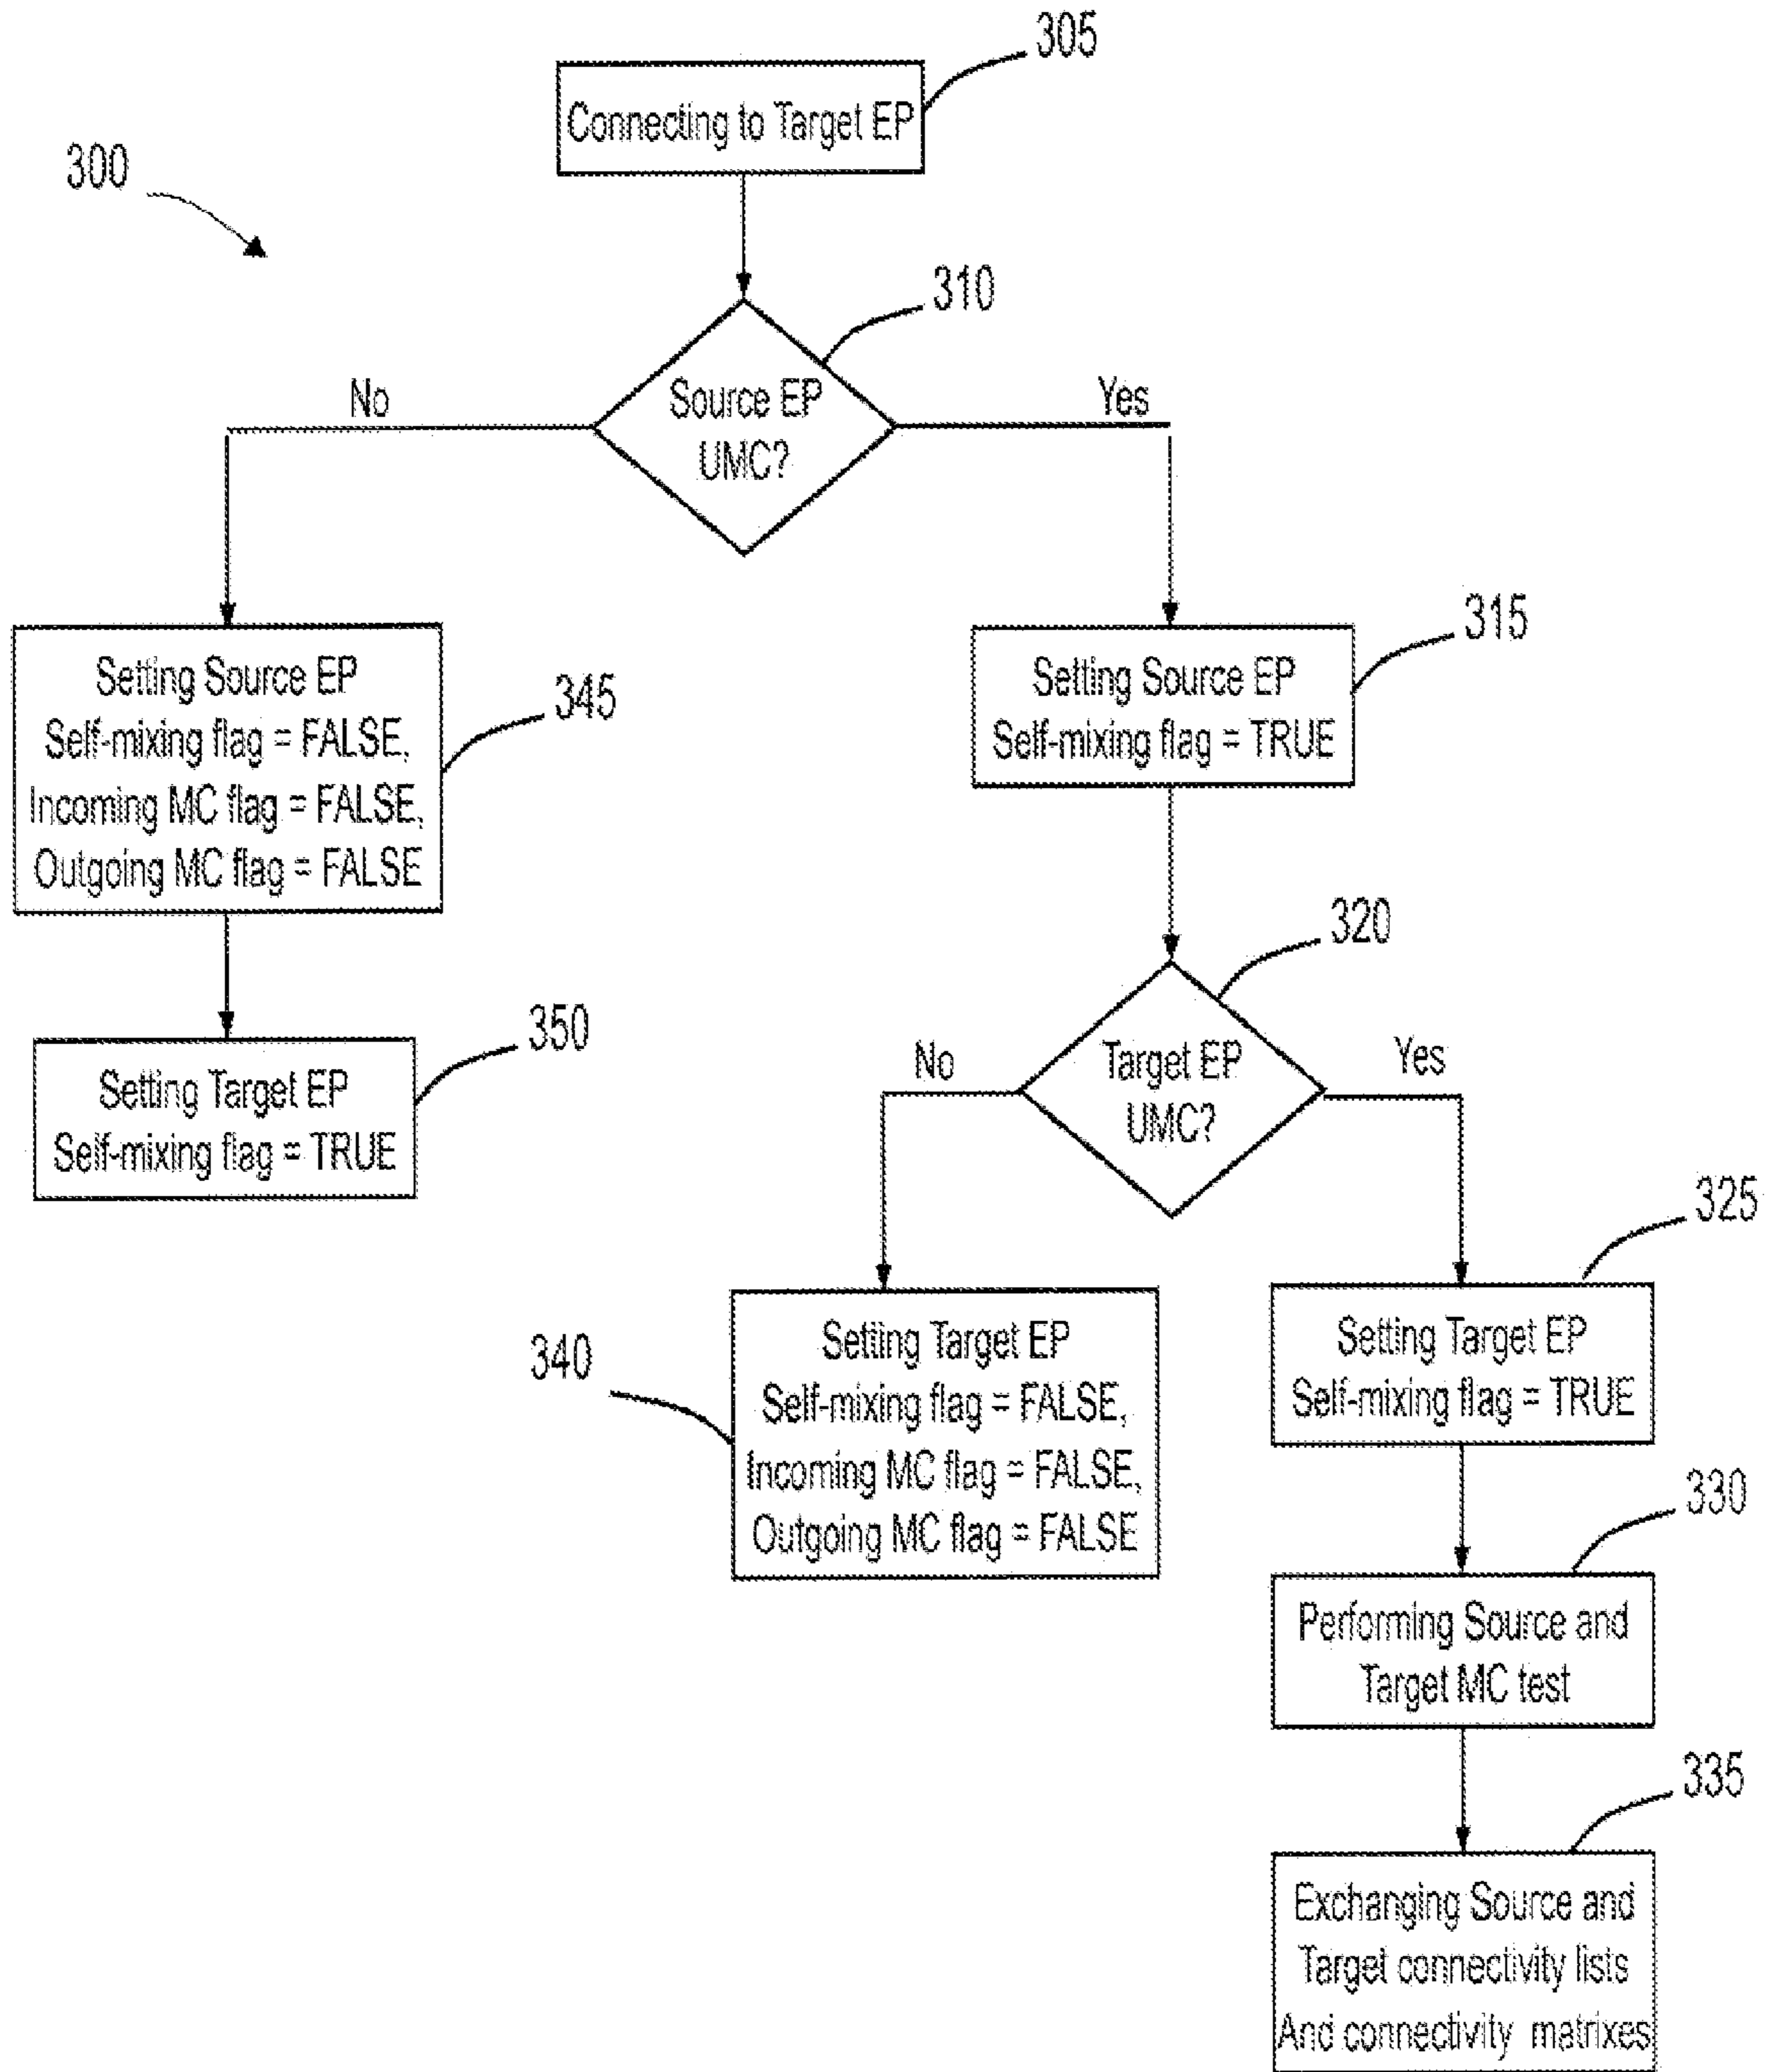 305
Connecting to Target EP
300
310
Source EP
UMC?
No
Yes
345
Setting Source EP
Self-mixing flag = FALSE,
Incoming MC flag = FALSE,
Outgoing MC flag = FALSE
315
Setting Source EP
Self-mixing flag = TRUE
350
Setting Target EP
Self-mixing flag = TRUE
320
Target EP
UMC?
No
Yes
340
Setting Target EP
Self-mixing flag = FALSE,
Incoming MC flag = FALSE,
Outgoing MC flag = FALSE
325
Setting Target EP
Self-mixing flag = TRUE
330
Performing Source and
Target MC test
335
Exchanging Source and
Target connectivity lists
And connectivity matrixes